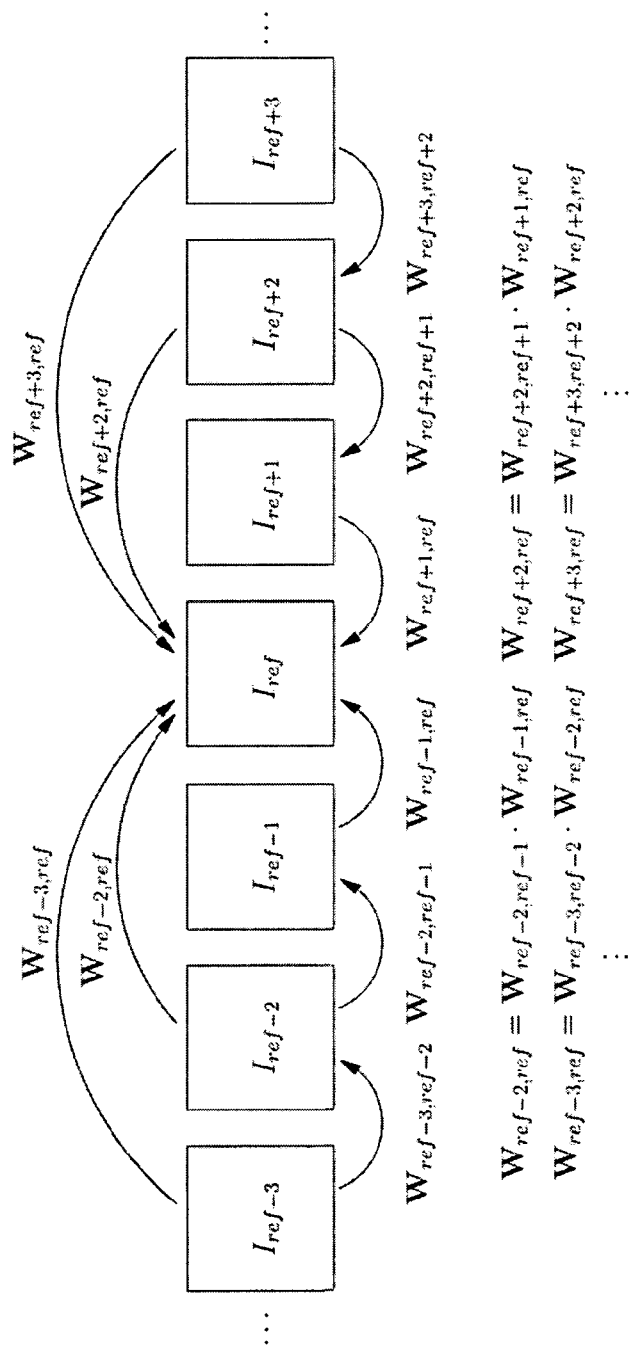 W_{ref-3,ref} W_{ref+3,ref}
W_{ref-2,ref} W_{ref+2,ref}
... I_{ref-3} I_{ref-2} I_{ref-1} I_{ref} I_{ref+1} I_{ref+2} I_{ref+3} ...
W_{ref-3,ref-2} W_{ref-2,ref-1} W_{ref-1,ref} W_{ref+1,ref} W_{ref+2,ref+1} W_{ref+3,ref+2}
W_{ref-2,ref} = W_{ref-2,ref-1} · W_{ref-1,ref} W_{ref+2,ref} = W_{ref+2,ref+1} · W_{ref+1,ref}
W_{ref-3,ref} = W_{ref-3,ref-2} · W_{ref-2,ref} W_{ref+3,ref} = W_{ref+3,ref+2} · W_{ref+2,ref}
⋮ ⋮